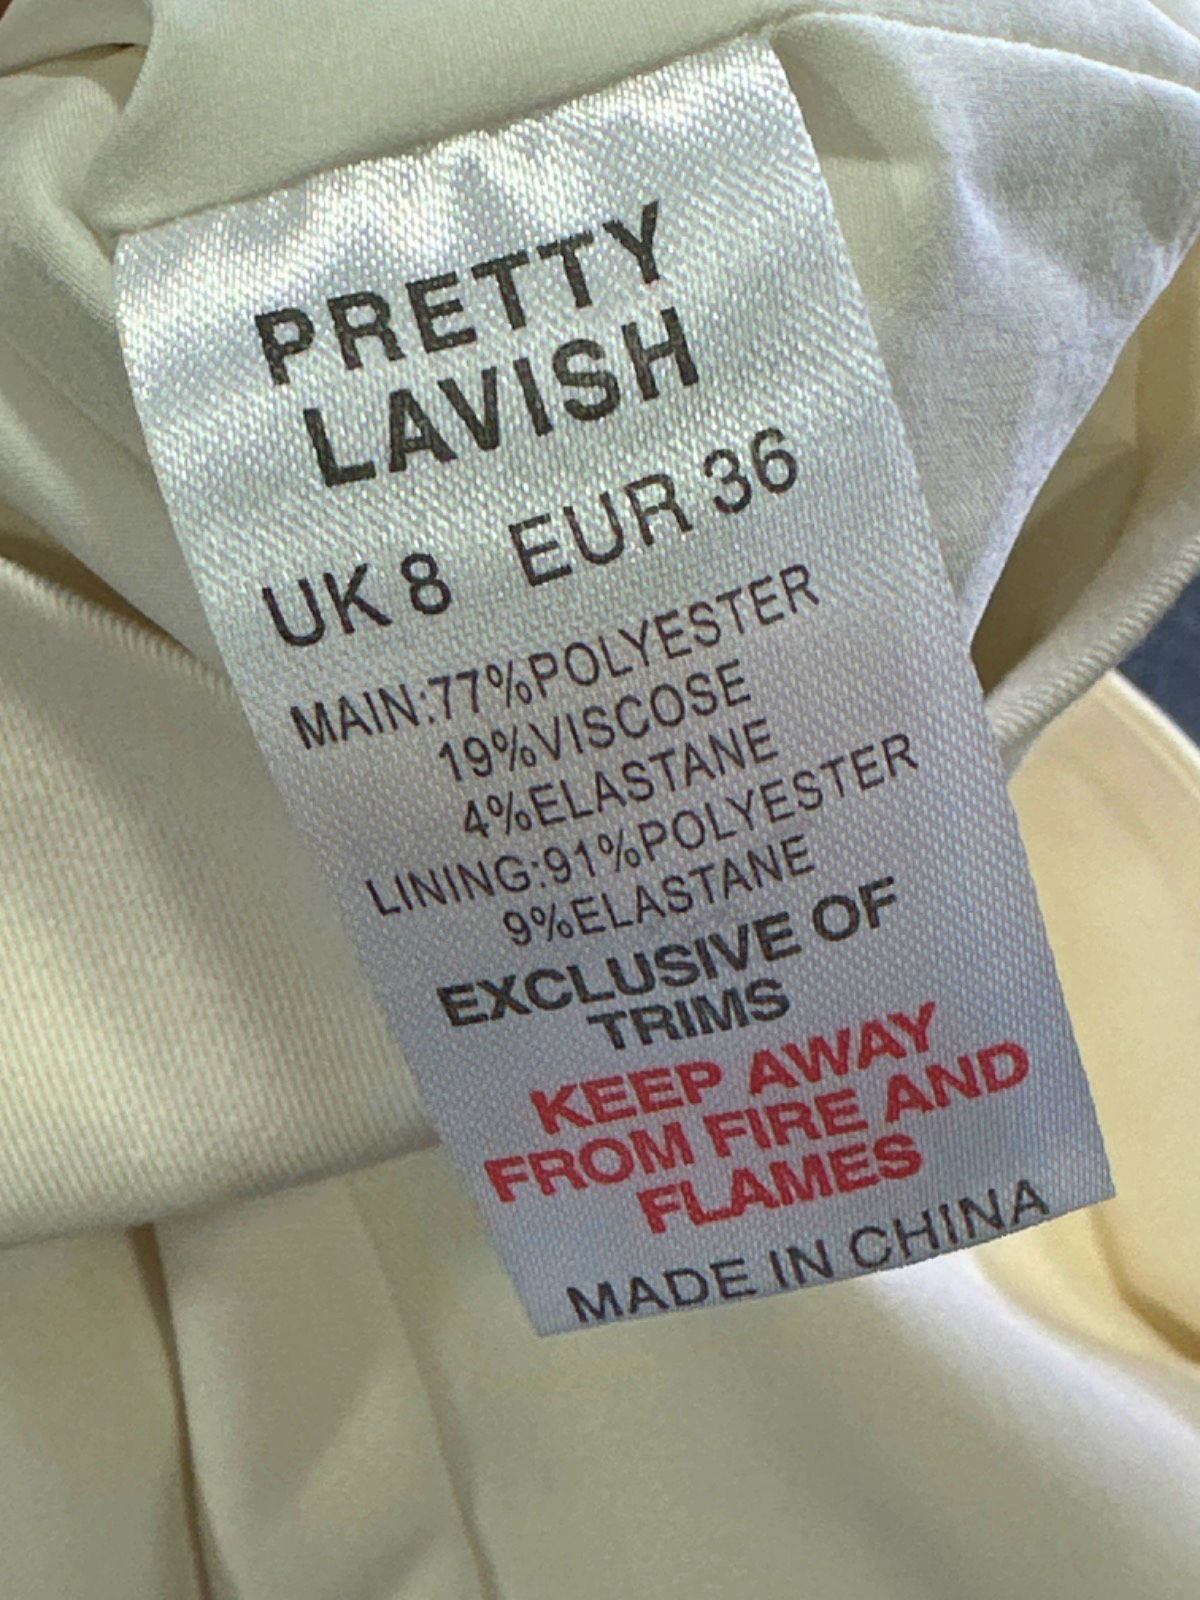 PRETTY
LAVISH
UK 8 EUR 36
MAIN:77%POLYESTER
19%VISCOSE
4%ELASTANE
LINING:91%POLYESTER
9%ELASTANE
EXCLUSIVE OF
TRIMS
KEEP AWAY
FROM FIRE AND
FLAMES
MADE IN CHINA